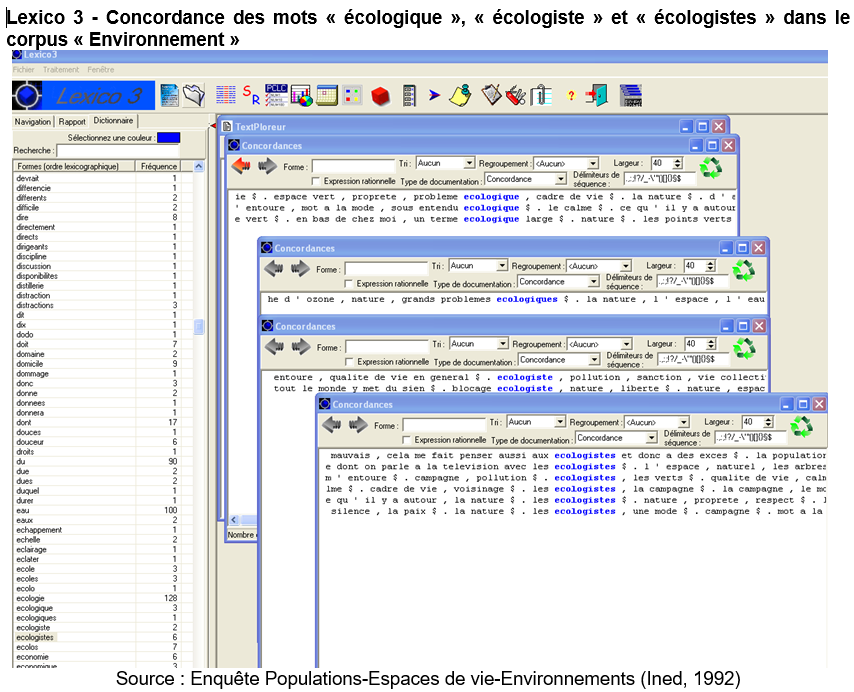 Lexico 3 - Concordance des mots « écologique », « écologiste » et « écologistes » dans le
corpus « Environnement »
Lexico3
Fichier Traitement Fenêtre
Lexico 3
Navigation Rapport Dictionnaire
Sélectionnez une couleur :
Recherche :
Formes (ordre lexicographique) Fréquence
devrait 1
differencie 1
differents 2
difficile 2
dire 8
directement 1
directs 1
dirigeants 1
discipline 1
discussion 1
disponibilites 1
distillerie 1
distraction 1
distractions 3
dit 1
dix 1
dodo 1
doit 7
domaine 2
domicile 9
dommage 1
donc 3
donne 2
donnees 1
donnera 1
dont 17
douces 1
douceur 6
droits 1
du 90
due 2
dues 2
duquel 1
durer 1
eau 100
eaux 2
echappement 1
echelle 2
eclairage 1
eclater 1
ecole 3
ecoles 3
ecolo 1
ecologie 128
ecologique 3
ecologiques 1
ecologiste 2
ecologistes 6
ecolos 7
economie 6
economique 3
TextPloreur
Concordances
Forme : Tri : Aucun Regroupement : <Aucun> Largeur : 40
Expression rationnelle Type de documentation : Concordance Délimiteurs de
séquence : .,:;!?/_-\'"()[]{}§$
ie $ . espace vert , proprete , probleme ecologique , cadre de vie $ . la nature $ . d ' e
' entoure , mot a la mode , sous entendu ecologique $ . le calme $ . ce qu ' il y a autour
e vert $ . en bas de chez moi , un terme ecologique large $ . nature $ . les points verts
Nombre
Concordances
Forme : Tri : Aucun Regroupement : <Aucun> Largeur : 40
Expression rationnelle Type de documentation : Concordance Délimiteurs de
séquence : .,:;!?/_-\'"()[]{}§$
he d ' ozone , nature , grands problemes ecologiques $ . la nature , l ' espace , l ' eau
Concordances
Forme : Tri : Aucun Regroupement : <Aucun> Largeur : 40
Expression rationnelle Type de documentation : Concordance Délimiteurs de
séquence : .,:;!?/_-\'"()[]{}§$
entoure , qualite de vie en general $ . ecologiste , pollution , sanction , vie collecti
tout le monde y met du sien $ . blocage ecologiste , nature , liberte $ . nature , espac
Concordances
Forme : Tri : Aucun Regroupement : <Aucun> Largeur : 40
Expression rationnelle Type de documentation : Concordance Délimiteurs de
séquence : .,:;!?/_-\'"()[]{}§$
mauvais , cela me fait penser aussi aux ecologistes et donc a des exces $ . la population
e dont on parle a la television avec les ecologistes $ . l ' espace , naturel , les arbres
m ' entoure $ . campagne , pollution $ . ecologistes , les verts $ . qualite de vie , calm
lme $ . cadre de vie , voisinage $ . les ecologistes , la campagne $ . la campagne , le mo
e qu ' il y a autour , la nature $ . les ecologistes $ . nature , proprete , respect $ . l
silence , la paix $ . la nature $ . les ecologistes , une mode $ . campagne $ . mot a la
Source : Enquête Populations-Espaces de vie-Environnements (Ined, 1992)